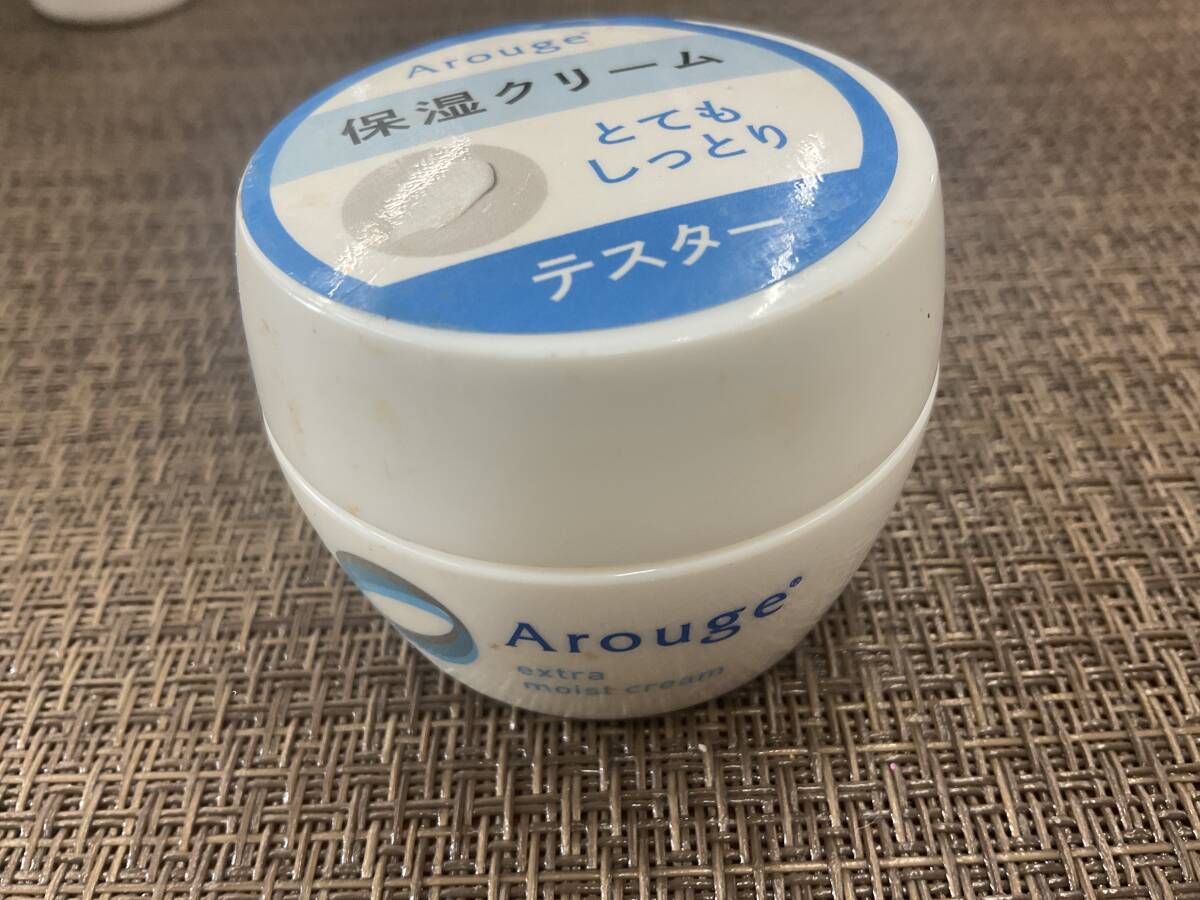 Arouge
保湿クリーム
とても
しっとり
テスター
Arouge®
extra
moist cream